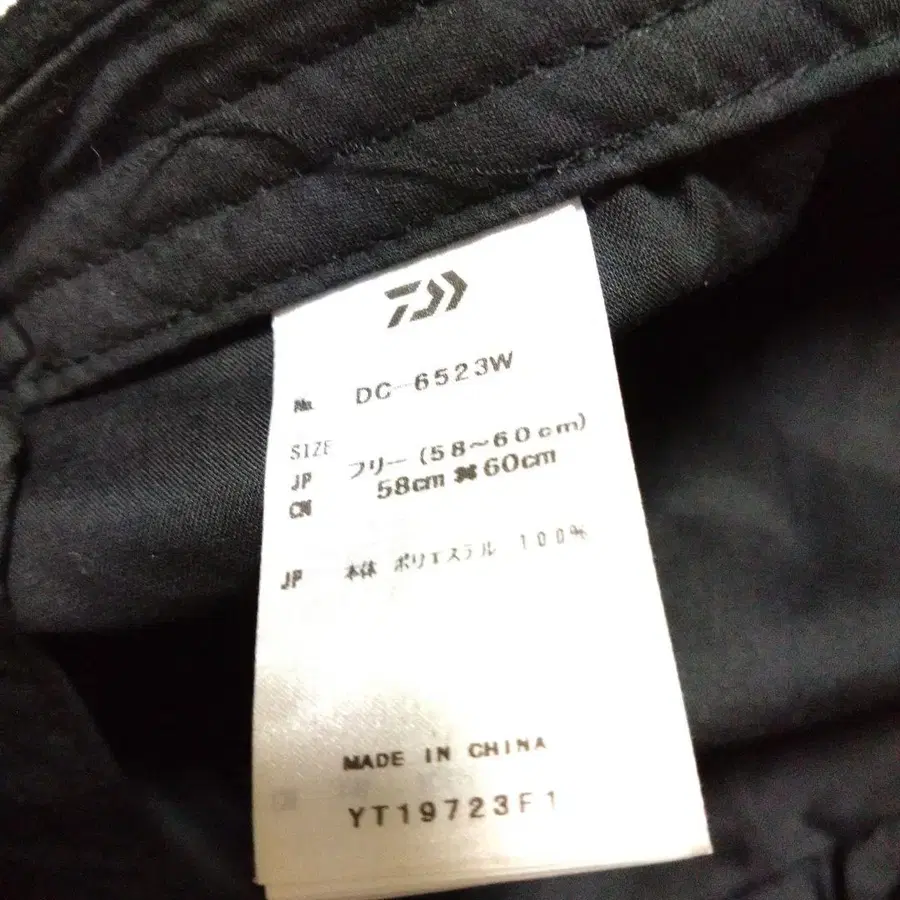 No. DC-6523W
SIZE
JP フリー(58~60cm)
CN 58cm ⌘ 60cm
JP 本体 ポリエステル 100%
MADE IN CHINA
YT19723F1